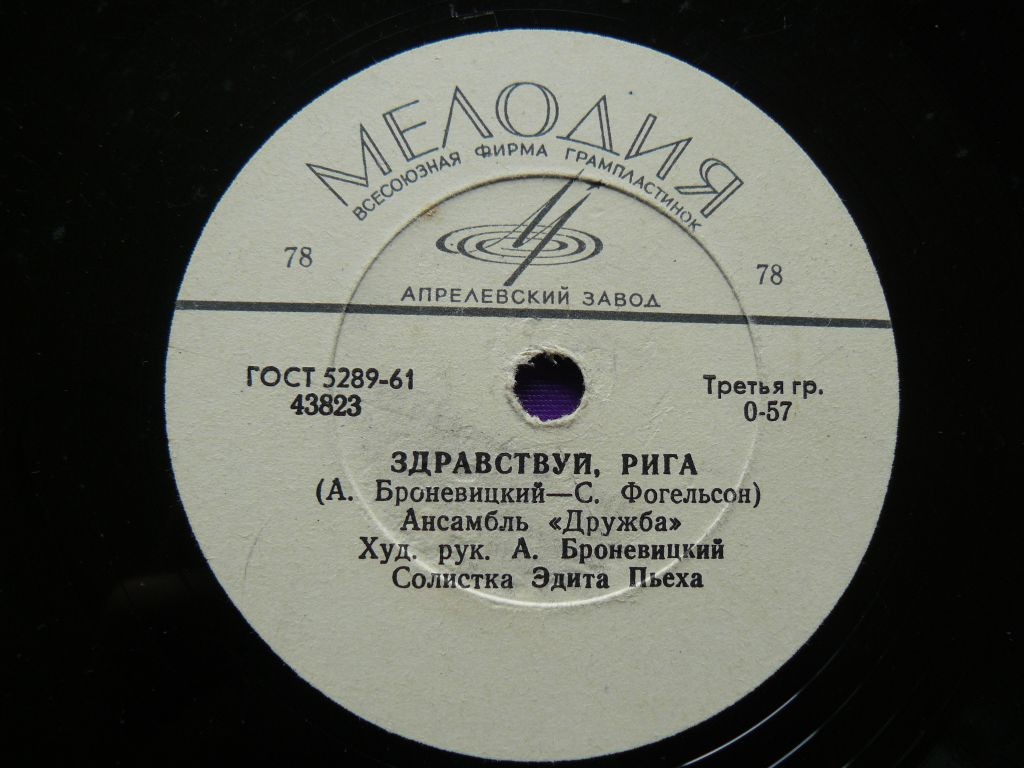 МЕЛОДИЯ
ВСЕСОЮЗНАЯ ФИРМА ГРАМПЛАСТИНОК
78
78
АПРЕЛЕВСКИЙ ЗАВОД
ГОСТ 5289-61
43823
Третья гр.
0-57
ЗДРАВСТВУЙ, РИГА
(А. Броневицкий—С. Фогельсон)
Ансамбль «Дружба»
Худ. рук. А. Броневицкий
Солистка Эдита Пьеха